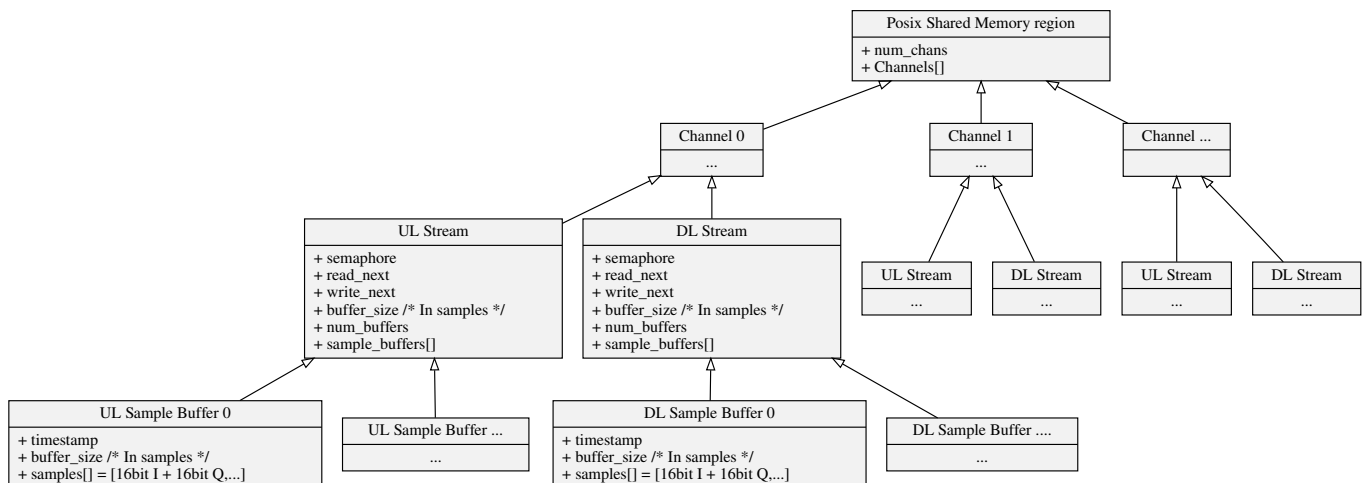 Posix Shared Memory region
+ num_chans
+ Channels[]
Channel 0
...
Channel 1
...
Channel ...
UL Stream
+ semaphore
+ read_next
+ write_next
+ buffer_size /* In samples */
+ num_buffers
+ sample_buffers[]
DL Stream
+ semaphore
+ read_next
+ write_next
+ buffer_size /* In samples */
+ num_buffers
+ sample_buffers[]
UL Stream
...
DL Stream
...
UL Stream
...
DL Stream
...
UL Sample Buffer 0
+ timestamp
+ buffer_size /* In samples */
+ samples[] = [16bit I + 16bit Q,...]
UL Sample Buffer ...
...
DL Sample Buffer 0
+ timestamp
+ buffer_size /* In samples */
+ samples[] = [16bit I + 16bit Q,...]
DL Sample Buffer ....
...